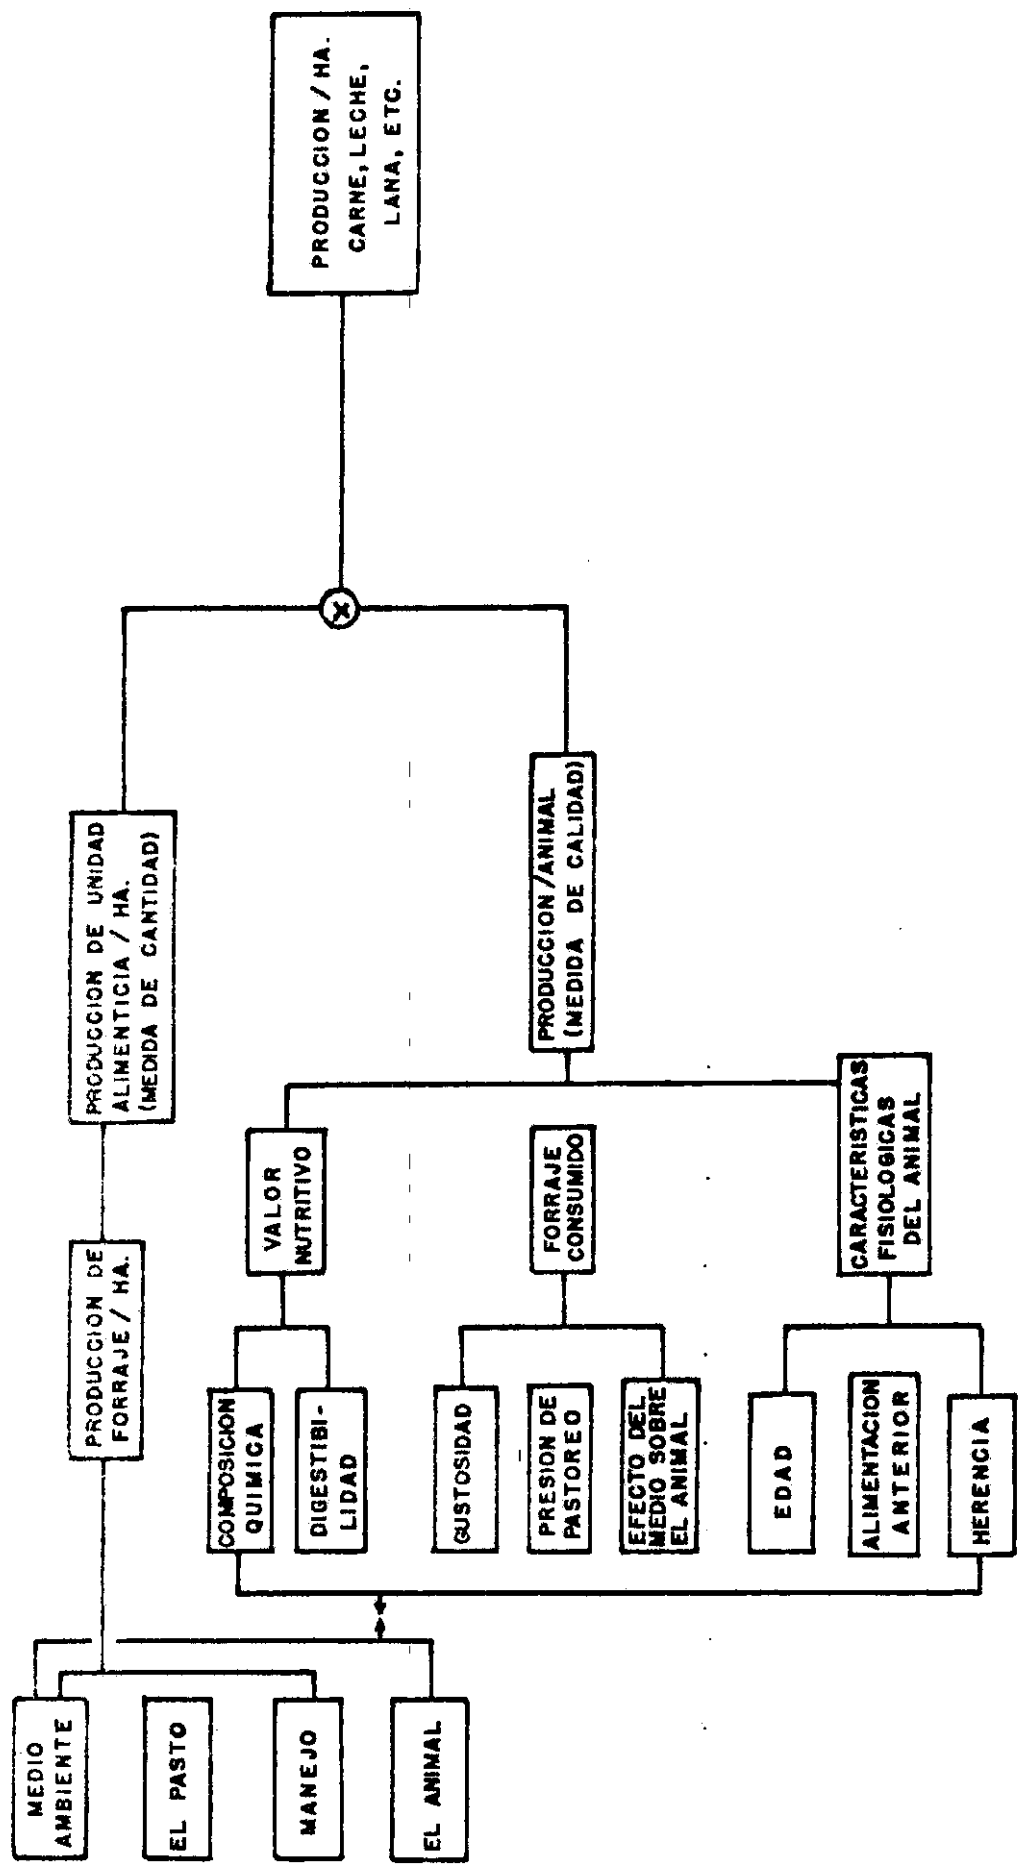 MEDIO
AMBIENTE
EL PASTO
MANEJO
EL ANIMAL
PRODUCCION DE
FORRAJE / HA.
PRODUCCION DE UNIDAD
ALIMENTICIA / HA.
(MEDIDA DE CANTIDAD)
COMPOSICION
QUIMICA
DIGESTIBI-
LIDAD
GUSTOSIDAD
PRESION DE
PASTOREO
EFECTO DEL
MEDIO SOBRE
EL ANIMAL
EDAD
ALIMENTACION
ANTERIOR
HERENCIA
VALOR
NUTRITIVO
FORRAJE
CONSUMIDO
CARACTERISTICAS
FISIOLOGICAS
DEL ANIMAL
PRODUCCION/ANIMAL
(MEDIDA DE CALIDAD)
X
PRODUCCION / HA.
CARNE, LECHE,
LANA, ETC.